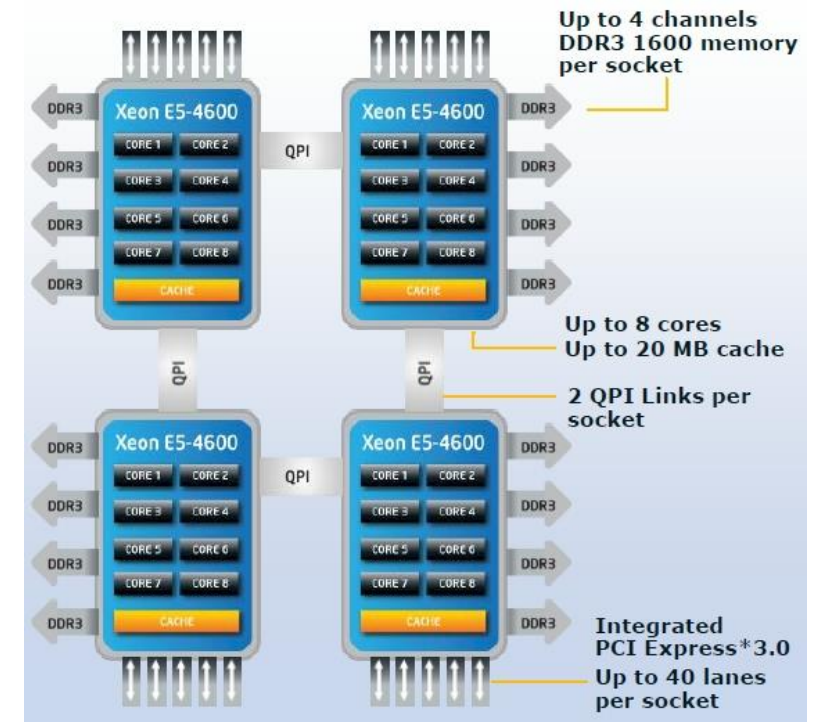 Up to 4 channels
DDR3 1600 memory
per socket
DDR3
Xeon E5-4600
Xeon E5-4600
DDR3
CORE 1 CORE 2
QPI
CORE 1 CORE 2
DDR3
DDR3
CORE 3 CORE 4
CORE 3 CORE 4
DDR3
CORE 5 CORE 6
CORE 5 CORE 6
DDR3
DDR3
CORE 7 CORE 8
CORE 7 CORE 8
DDR3
CACHE
CACHE
DDR3
Up to 8 cores
Up to 20 MB cache
QPI
QPI
2 QPI Links per
socket
DDR3
Xeon E5-4600
Xeon E5-4600
DDR3
CORE 1 CORE 2
QPI
CORE 1 CORE 2
DDR3
CORE 3 CORE 4
CORE 3 CORE 4
DDR3
DDR3
CORE 5 CORE 6
CORE 5 CORE 6
DDR3
CORE 7 CORE 8
CORE 7 CORE 8
DDR3
DDR3
CACHE
CACHE
DDR3
Integrated
PCI Express*3.0
Up to 40 lanes
per socket